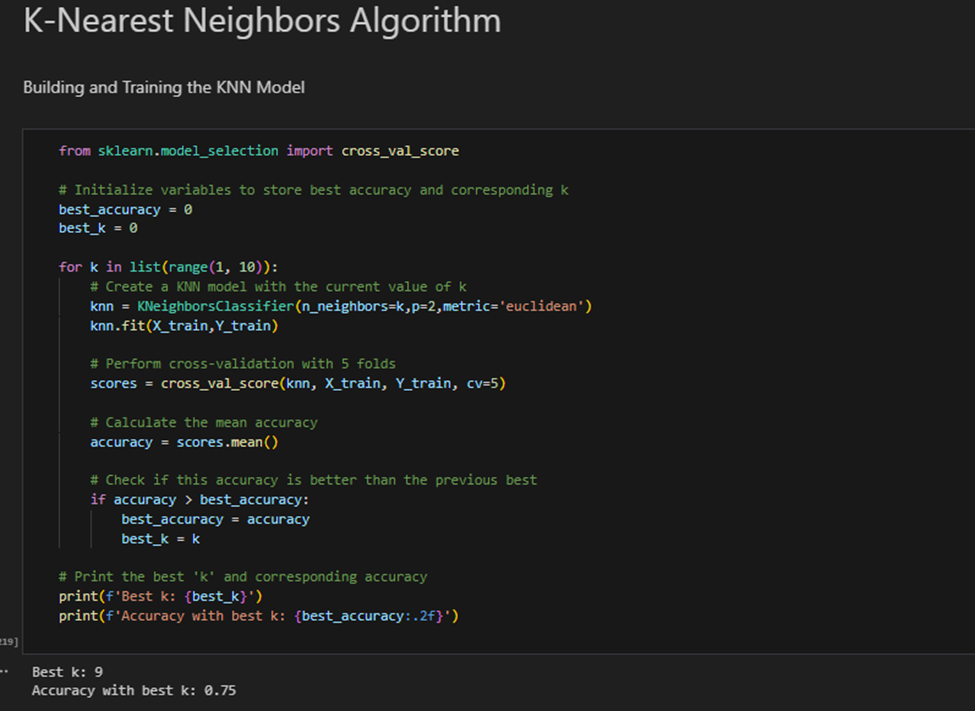 K-Nearest Neighbors Algorithm
Building and Training the KNN Model
from sklearn.model_selection import cross_val_score
# Initialize variables to store best accuracy and corresponding k
best_accuracy = 0
best_k = 0
for k in list(range(1, 10)):
    # Create a KNN model with the current value of k
    knn = KNeighborsClassifier(n_neighbors=k,p=2,metric='euclidean')
    knn.fit(X_train,Y_train)
    # Perform cross-validation with 5 folds
    scores = cross_val_score(knn, X_train, Y_train, cv=5)
    # Calculate the mean accuracy
    accuracy = scores.mean()
    # Check if this accuracy is better than the previous best
    if accuracy > best_accuracy:
        best_accuracy = accuracy
        best_k = k
# Print the best 'k' and corresponding accuracy
print(f'Best k: {best_k}')
print(f'Accuracy with best k: {best_accuracy:.2f}')
19]
Best k: 9
Accuracy with best k: 0.75